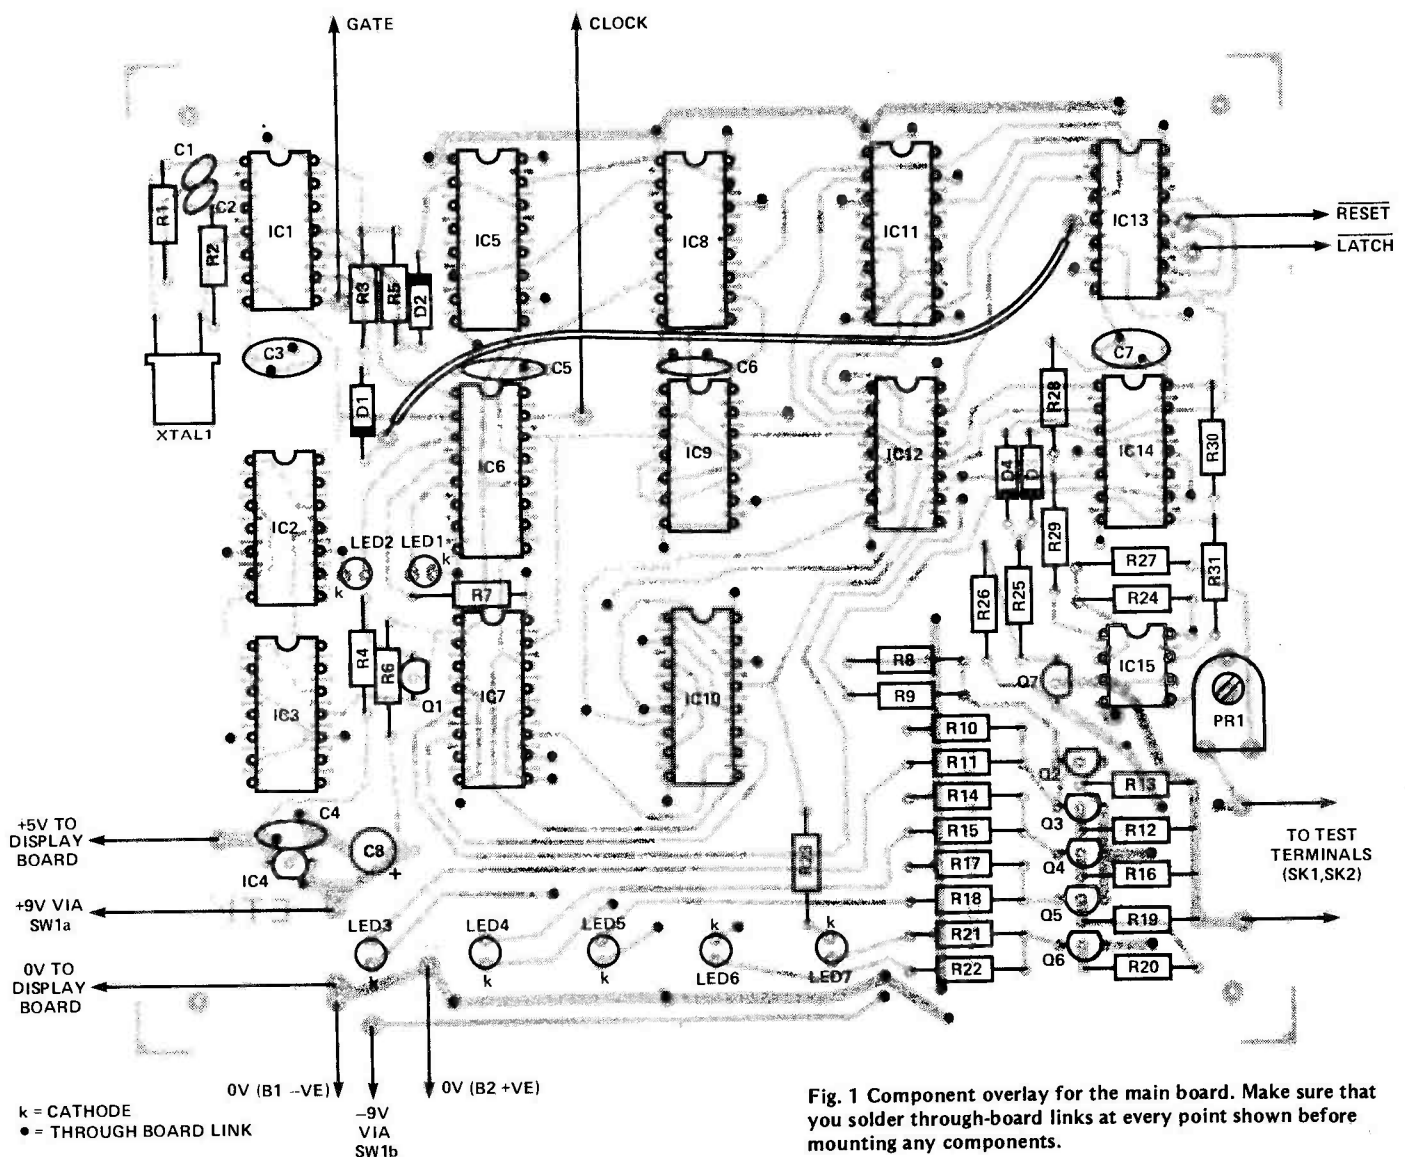 GATE
CLOCK
C1
C2
R1
R2
IC1
IC5
IC8
IC11
IC13
RESET
LATCH
R3
R5
D2
C3
C5
C6
C7
XTAL1
D1
R28
IC6
IC9
IC12
IC14
R30
D4
D
IC2
LED2
LED1
k
k
R29
R27
R31
R7
R26
R25
R24
R4
R6
Q1
IC3
IC7
IC10
R8
R9
Q7
IC15
PR1
R10
R11
R14
R15
R17
R18
R21
R22
Q2
R13
Q3
R12
Q4
R16
Q5
R19
Q6
R20
R23
+5V TO
DISPLAY
BOARD
C4
IC4
C8
+
TO TEST
TERMINALS
(SK1,SK2)
+9V VIA
SW1a
LED3
k
LED4
k
LED5
k
k
LED6
k
LED7
0V TO
DISPLAY
BOARD
0V (B1 –VE)
0V (B2 +VE)
–9V
VIA
SW1b
k = CATHODE
● = THROUGH BOARD LINK
Fig. 1 Component overlay for the main board. Make sure that
you solder through-board links at every point shown before
mounting any components.